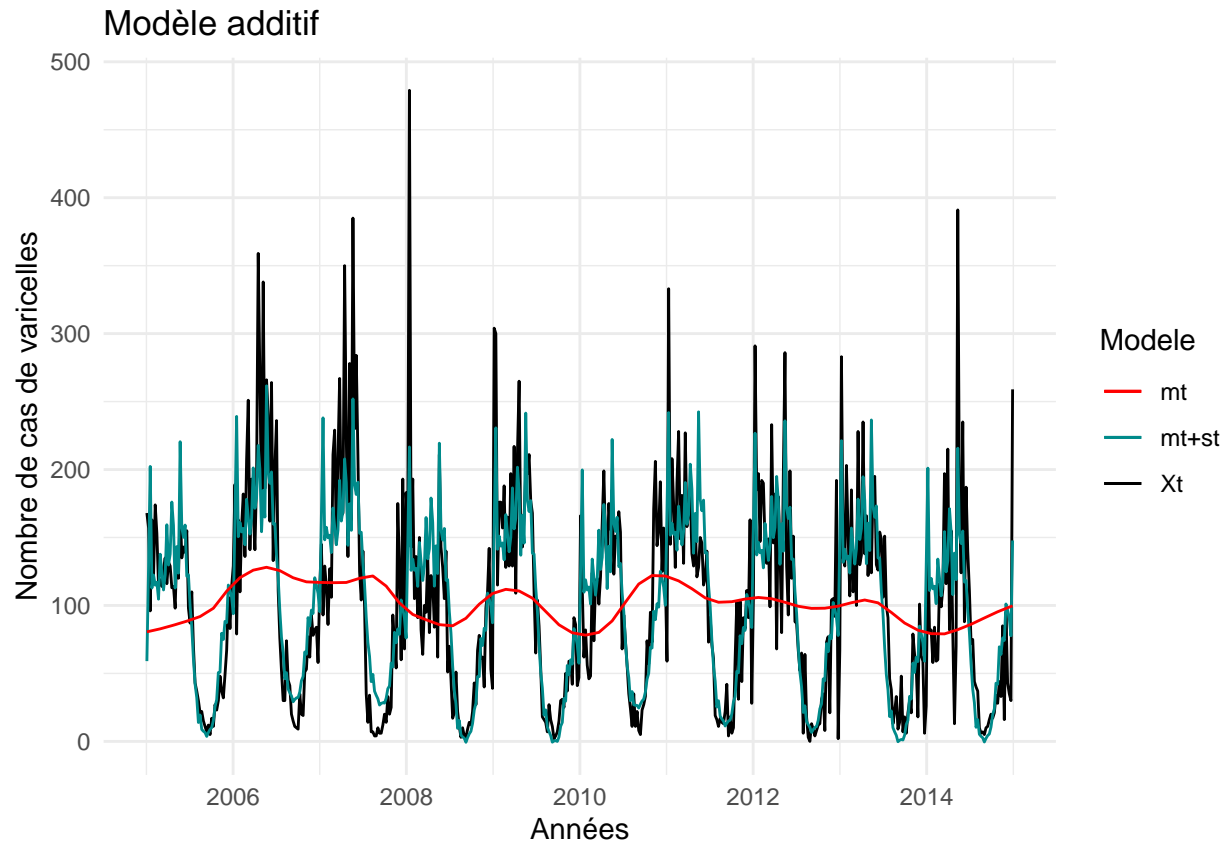 Modèle additif
Nombre de cas de varicelles
500
400
300
200
100
0
2006
2008
2010
2012
2014
Années
Modele
mt
mt+st
Xt